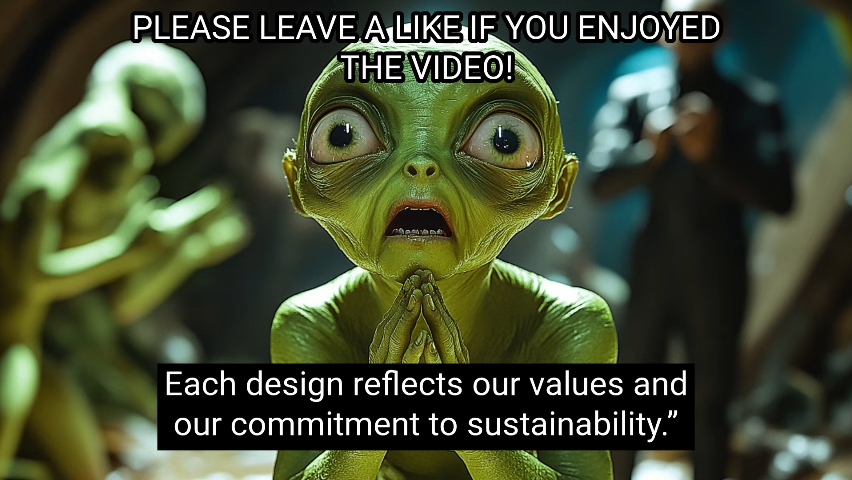 PLEASE LEAVE A LIKE IF YOU ENJOYED
THE VIDEO!
Each design reflects our values and
our commitment to sustainability.”